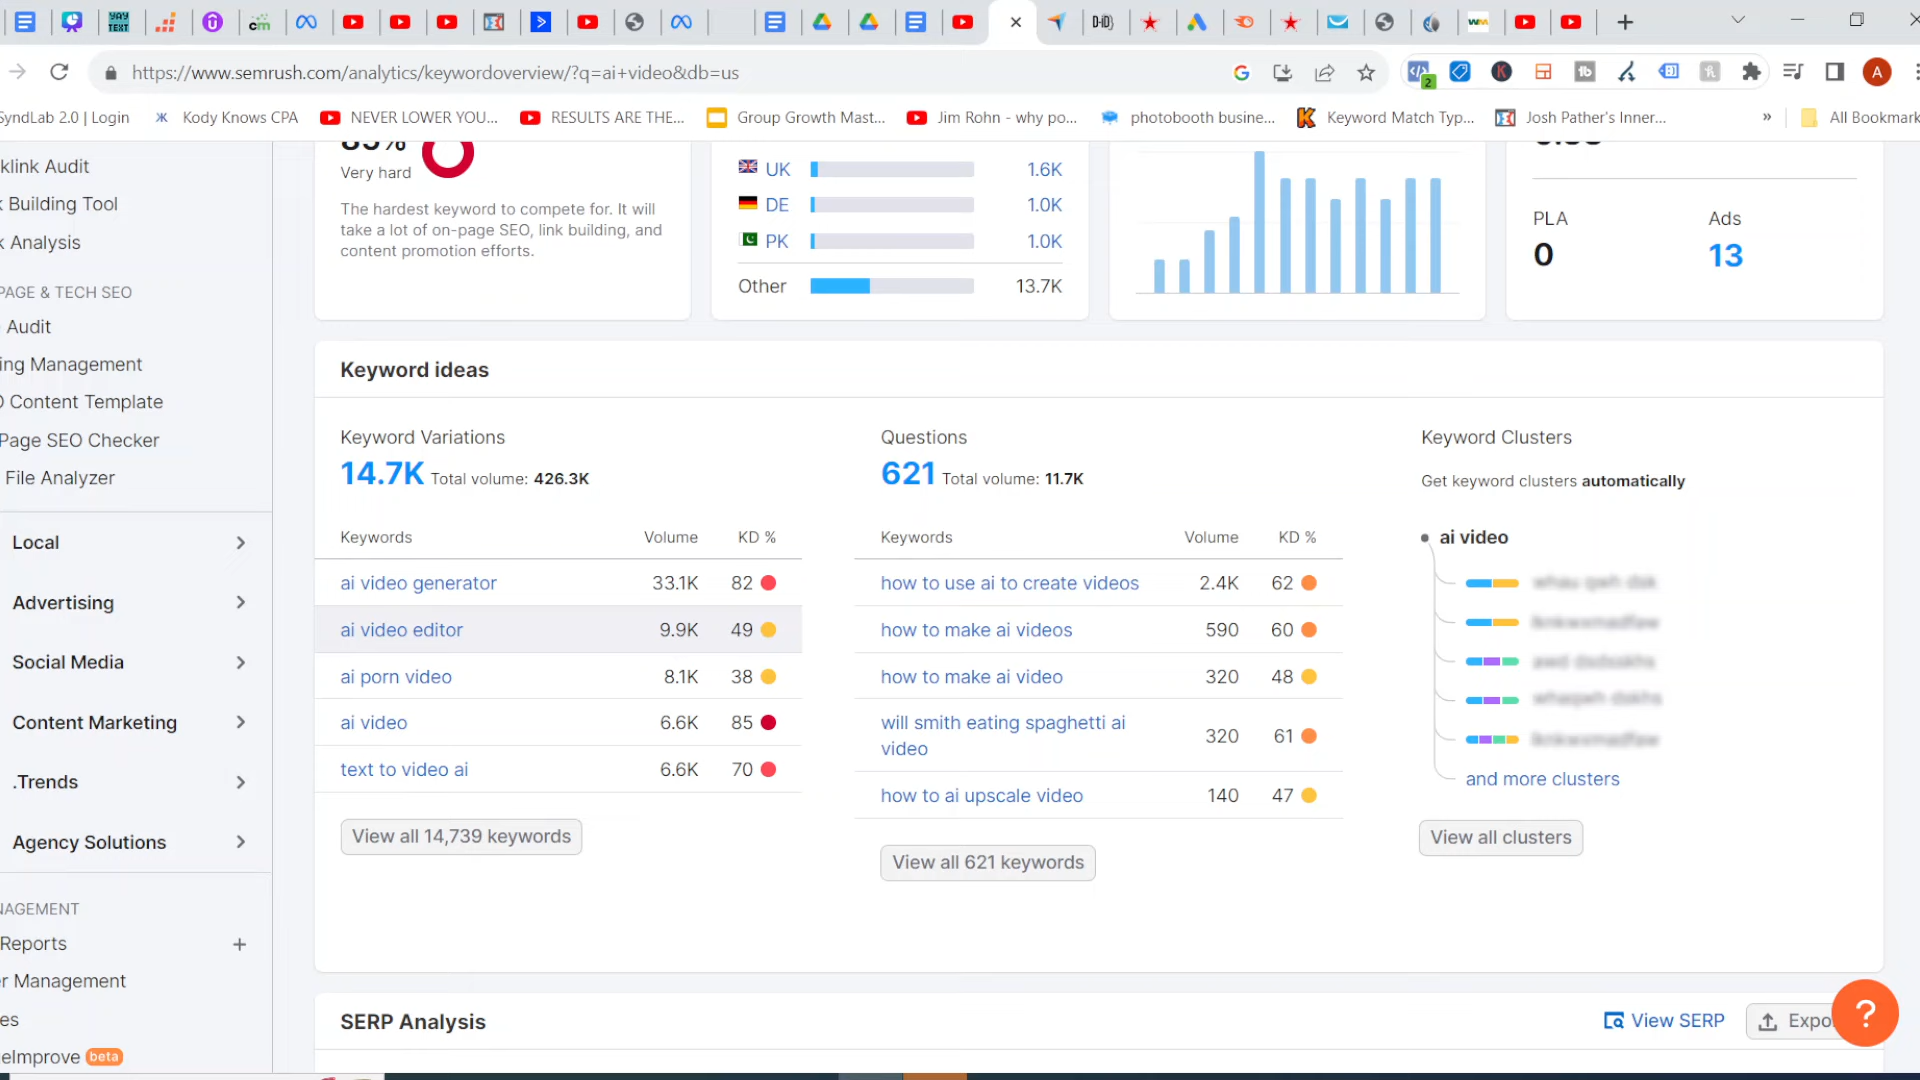 https://www.semrush.com/analytics/keywordoverview/?q=ai+video&db=us
SyndLab 2.0 | Login
Kody Knows CPA
NEVER LOWER YOU...
RESULTS ARE THE...
Group Growth Mast...
Jim Rohn - why po...
photobooth busine...
Keyword Match Typ...
Josh Pather's Inner...
»
All Bookmark
klink Audit
Building Tool
Analysis
PAGE & TECH SEO
Audit
ing Management
Content Template
Page SEO Checker
File Analyzer
Local
Advertising
Social Media
Content Marketing
.Trends
Agency Solutions
Reports
+
r Management
es
eImprove beta
85%
Very hard
The hardest keyword to compete for. It will
take a lot of on-page SEO, link building, and
content promotion efforts.
UK 1.6K
DE 1.0K
PK 1.0K
Other 13.7K
PLA
0
Ads
13
Keyword ideas
Keyword Variations
14.7K Total volume: 426.3K
Keywords Volume KD %
ai video generator 33.1K 82
ai video editor 9.9K 49
ai porn video 8.1K 38
ai video 6.6K 85
text to video ai 6.6K 70
View all 14,739 keywords
Questions
621 Total volume: 11.7K
Keywords Volume KD %
how to use ai to create videos 2.4K 62
how to make ai videos 590 60
how to make ai video 320 48
will smith eating spaghetti ai
video 320 61
how to ai upscale video 140 47
View all 621 keywords
Keyword Clusters
Get keyword clusters automatically
ai video
and more clusters
View all clusters
SERP Analysis
View SERP
Expo
?